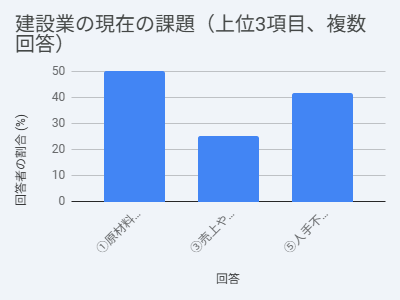 建設業の現在の課題（上位3項目、複数
回答）
50
40
30
20
10
0
回答者の割合 (%)
①原材料…
③売上や…
⑤人手不…
回答